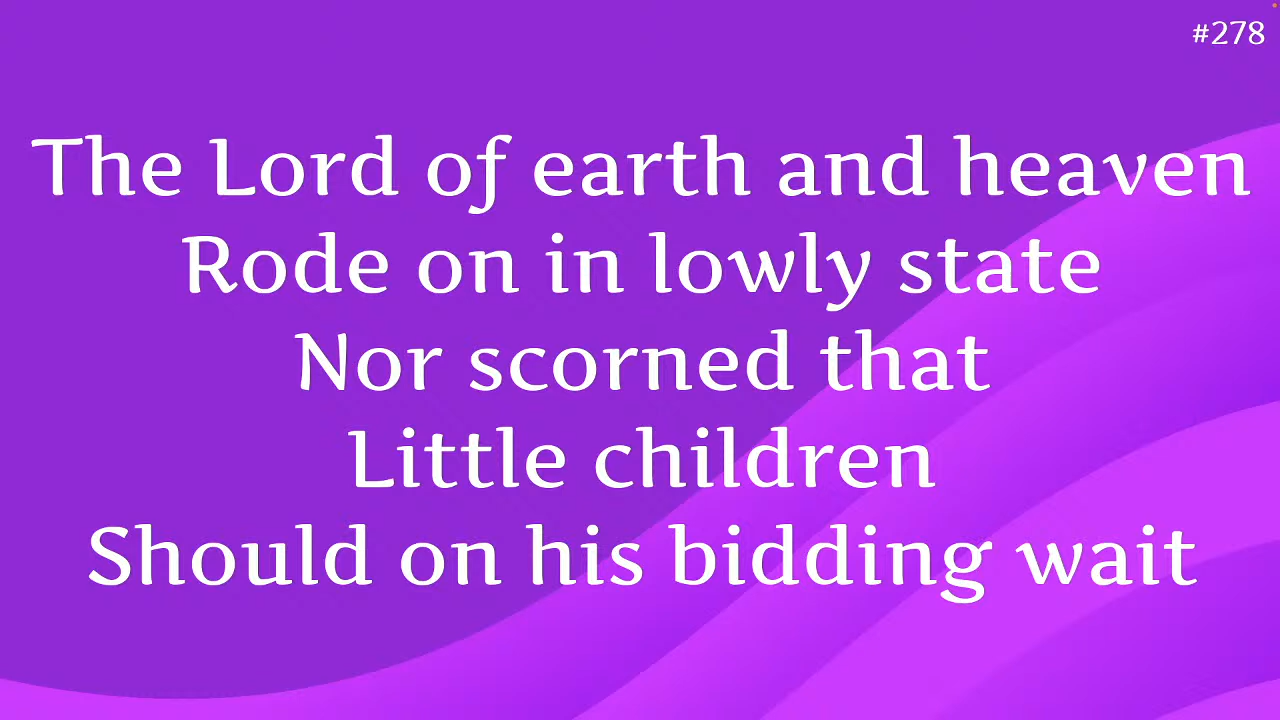 #278
The Lord of earth and heaven
Rode on in lowly state
Nor scorned that
Little children
Should on his bidding wait